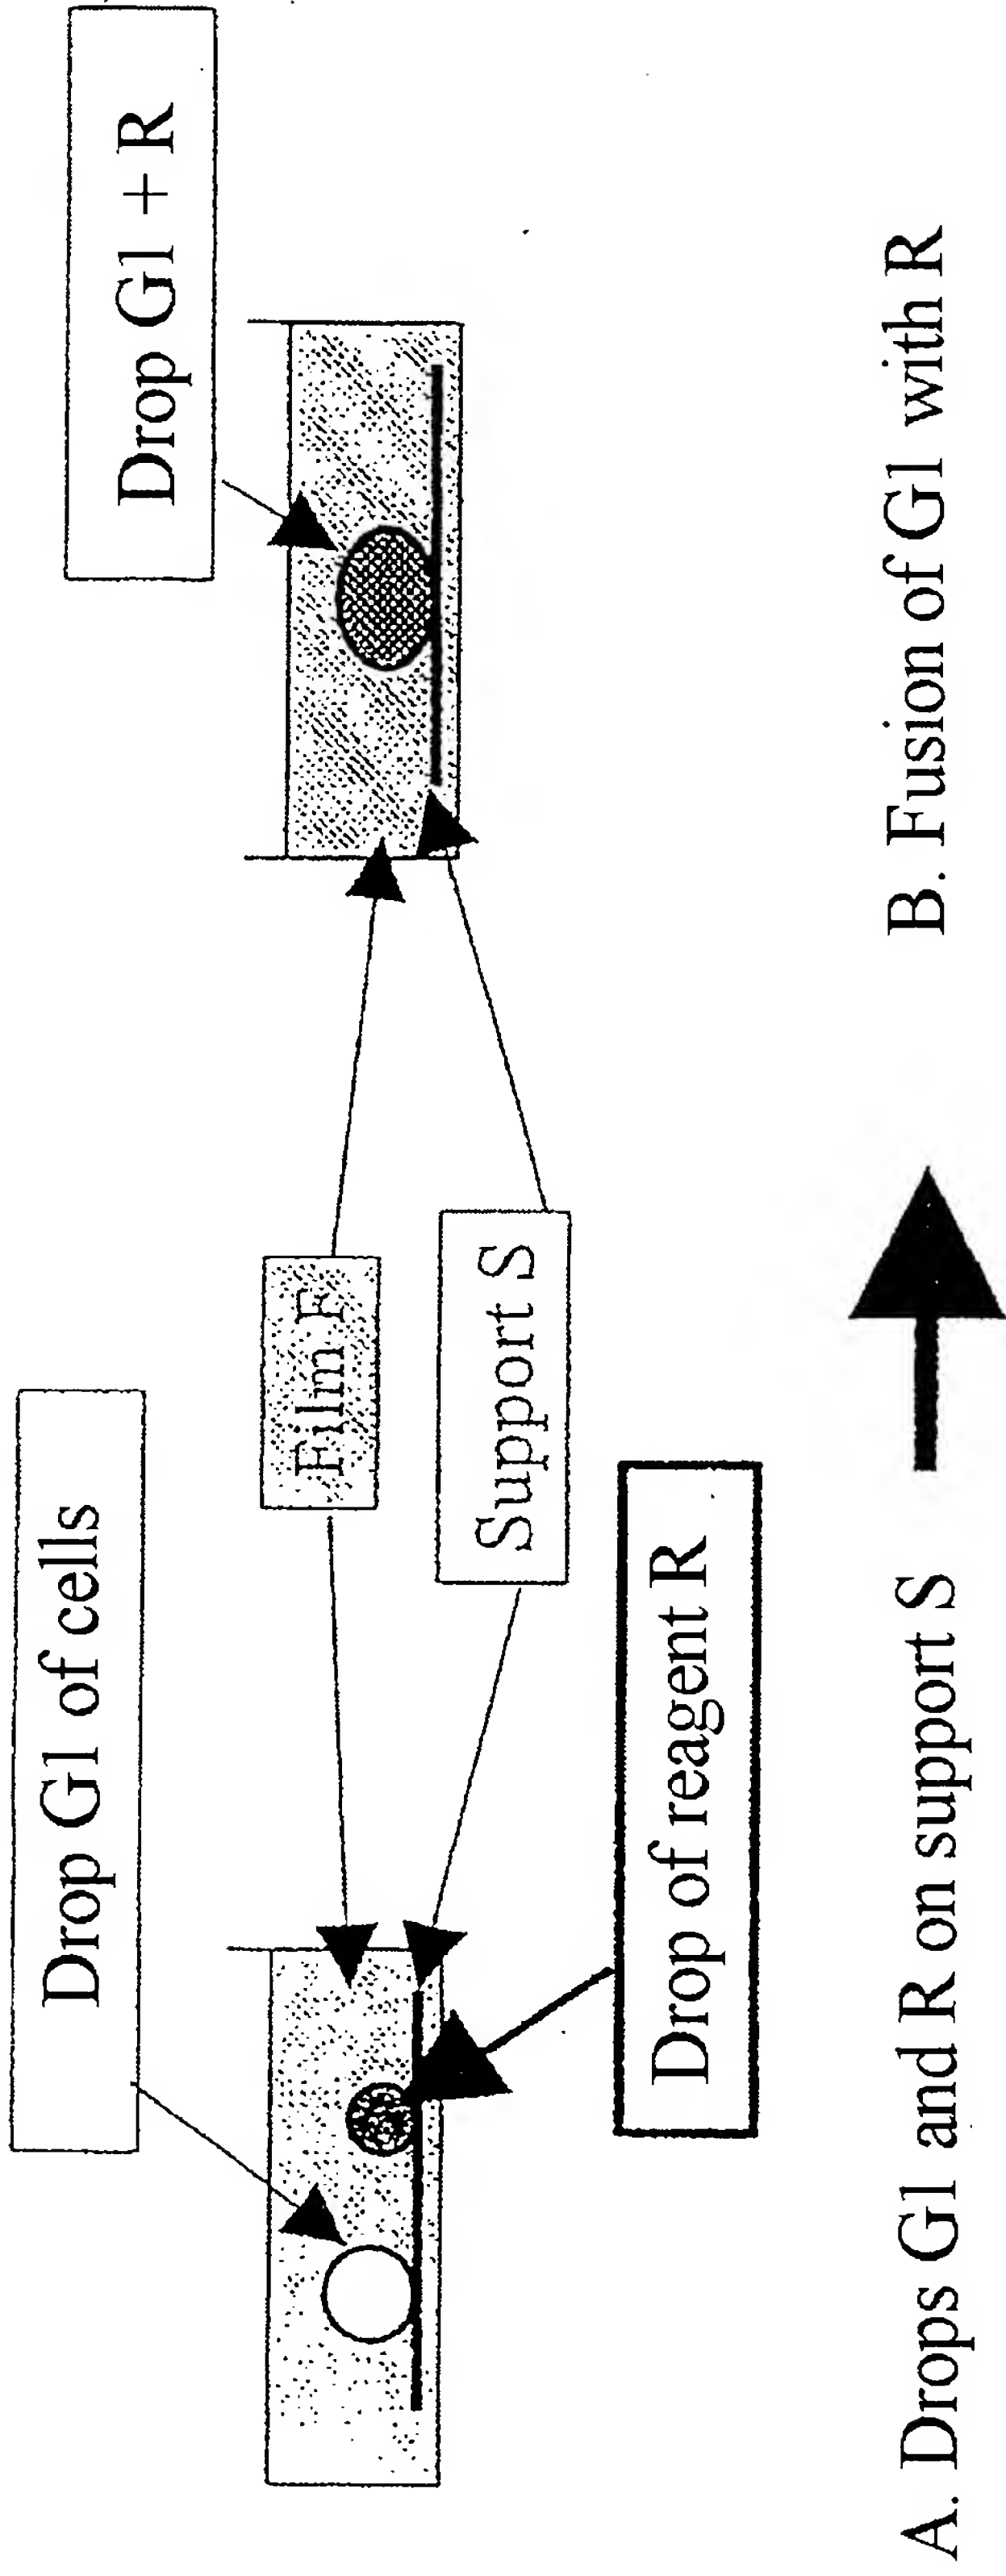 Drop G1 of cells
Drop G1 + R
Film F
Support S
Drop of reagent R
A. Drops G1 and R on support S
B. Fusion of G1 with R